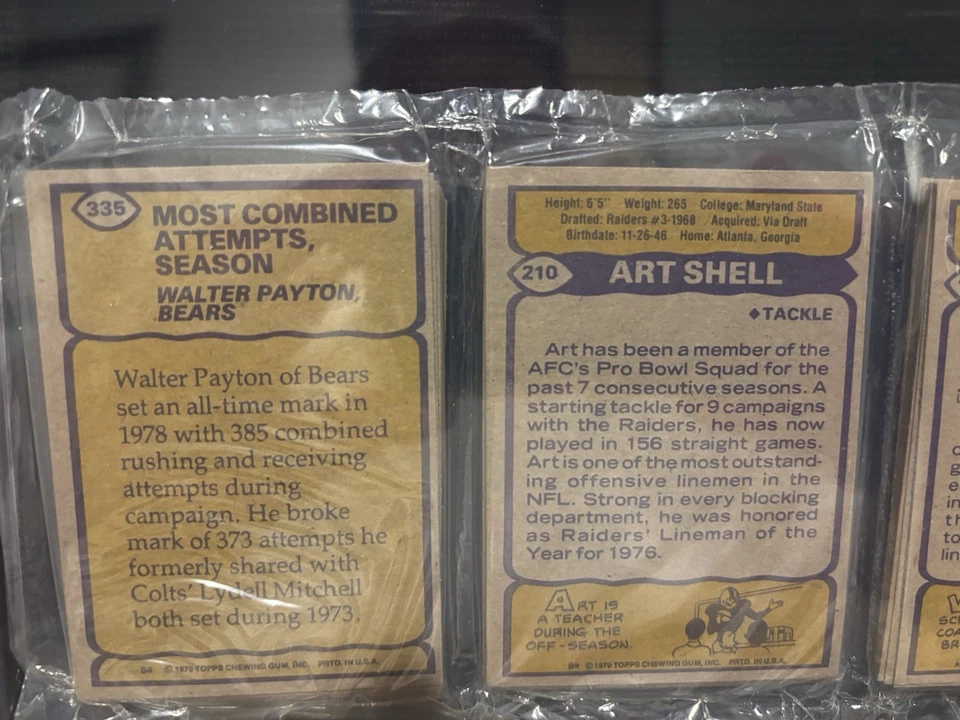 335
MOST COMBINED
ATTEMPTS,
SEASON
WALTER PAYTON,
BEARS
Walter Payton of Bears
set an all-time mark in
1978 with 385 combined
rushing and receiving
attempts during
campaign. He broke
mark of 373 attempts he
formerly shared with
Colts' Lydell Mitchell
both set during 1973.
© 1979 TOPPS CHEWING GUM, INC. PRTD. IN U.S.A.
Height: 6'5" Weight: 265 College: Maryland State
Drafted: Raiders #3-1968 Acquired: Via Draft
Birthdate: 11-26-46 Home: Atlanta, Georgia
210 ART SHELL
TACKLE
Art has been a member of the
AFC's Pro Bowl Squad for the
past 7 consecutive seasons. A
starting tackle for 9 campaigns
with the Raiders, he has now
played in 156 straight games.
Art is one of the most outstand-
ing offensive linemen in the
NFL. Strong in every blocking
department, he was honored
as Raiders' Lineman of the
Year for 1976.
ART IS
A TEACHER
DURING THE
OFF-SEASON.
© 1979 TOPPS CHEWING GUM, INC. PRTD. IN U.S.A.